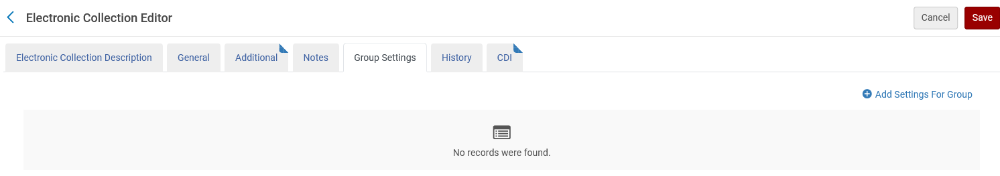 Electronic Collection Editor
Cancel
Save
Electronic Collection Description
General
Additional
Notes
Group Settings
History
CDI
Add Settings For Group
No records were found.